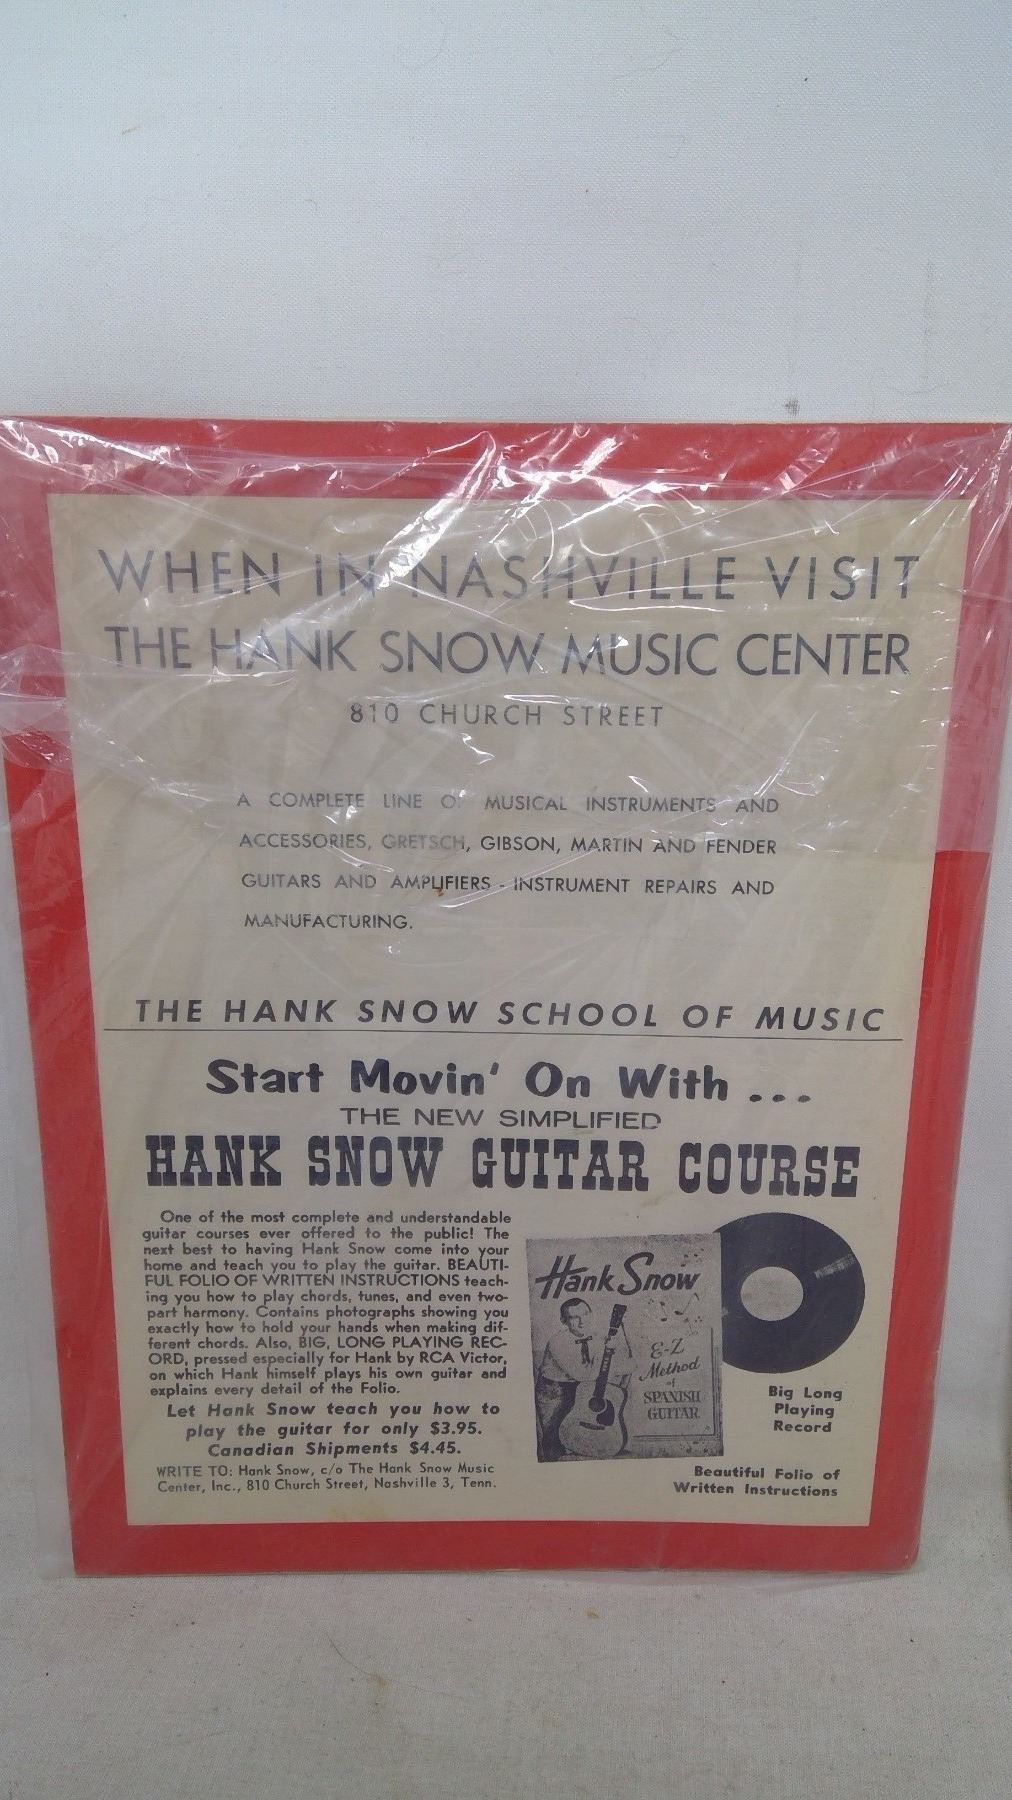 WHEN IN NASHVILLE VISIT
THE HANK SNOW MUSIC CENTER
810 CHURCH STREET
A COMPLETE LINE OF MUSICAL INSTRUMENTS AND
ACCESSORIES, GRETSCH, GIBSON, MARTIN AND FENDER
GUITARS AND AMPLIFIERS - INSTRUMENT REPAIRS AND
MANUFACTURING.
THE HANK SNOW SCHOOL OF MUSIC
Start Movin' On With ...
THE NEW SIMPLIFIED
HANK SNOW GUITAR COURSE
One of the most complete and understandable
guitar courses ever offered to the public! The
next best to having Hank Snow come into your
home and teach you to play the guitar. BEAUTI-
FUL FOLIO OF WRITTEN INSTRUCTIONS teach-
ing you how to play chords, tunes, and even two-
part harmony. Contains photographs showing you
exactly how to hold your hands when making dif-
ferent chords. Also, BIG, LONG PLAYING REC-
ORD, pressed especially for Hank by RCA Victor,
on which Hank himself plays his own guitar and
explains every detail of the Folio.
Let Hank Snow teach you how to
play the guitar for only $3.95.
Canadian Shipments $4.45.
WRITE TO: Hank Snow, c/o The Hank Snow Music
Center, Inc., 810 Church Street, Nashville 3, Tenn.
Hank Snow
E-Z
Method
of
SPANISH
GUITAR
Big Long
Playing
Record
Beautiful Folio of
Written Instructions